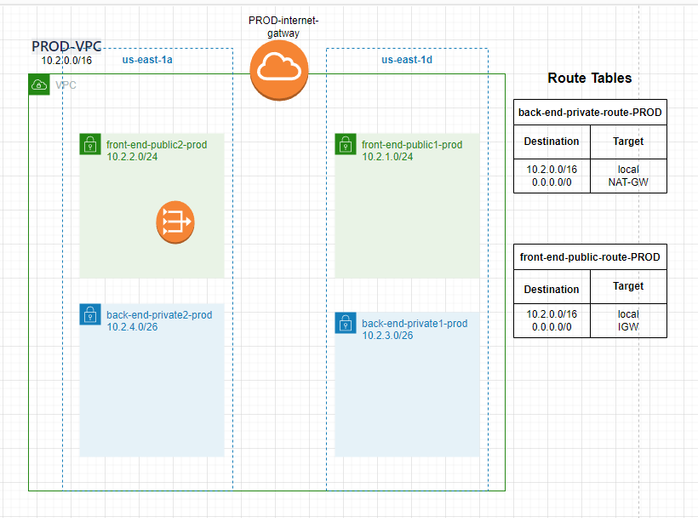 PROD-internet-
gatway
PROD-VPC
10.2.0.0/16
us-east-1a
us-east-1d
VPC
front-end-public2-prod
10.2.2.0/24
front-end-public1-prod
10.2.1.0/24
back-end-private2-prod
10.2.4.0/26
back-end-private1-prod
10.2.3.0/26
Route Tables
back-end-private-route-PROD
Destination Target
10.2.0.0/16 local
0.0.0.0/0 NAT-GW
front-end-public-route-PROD
Destination Target
10.2.0.0/16 local
0.0.0.0/0 IGW